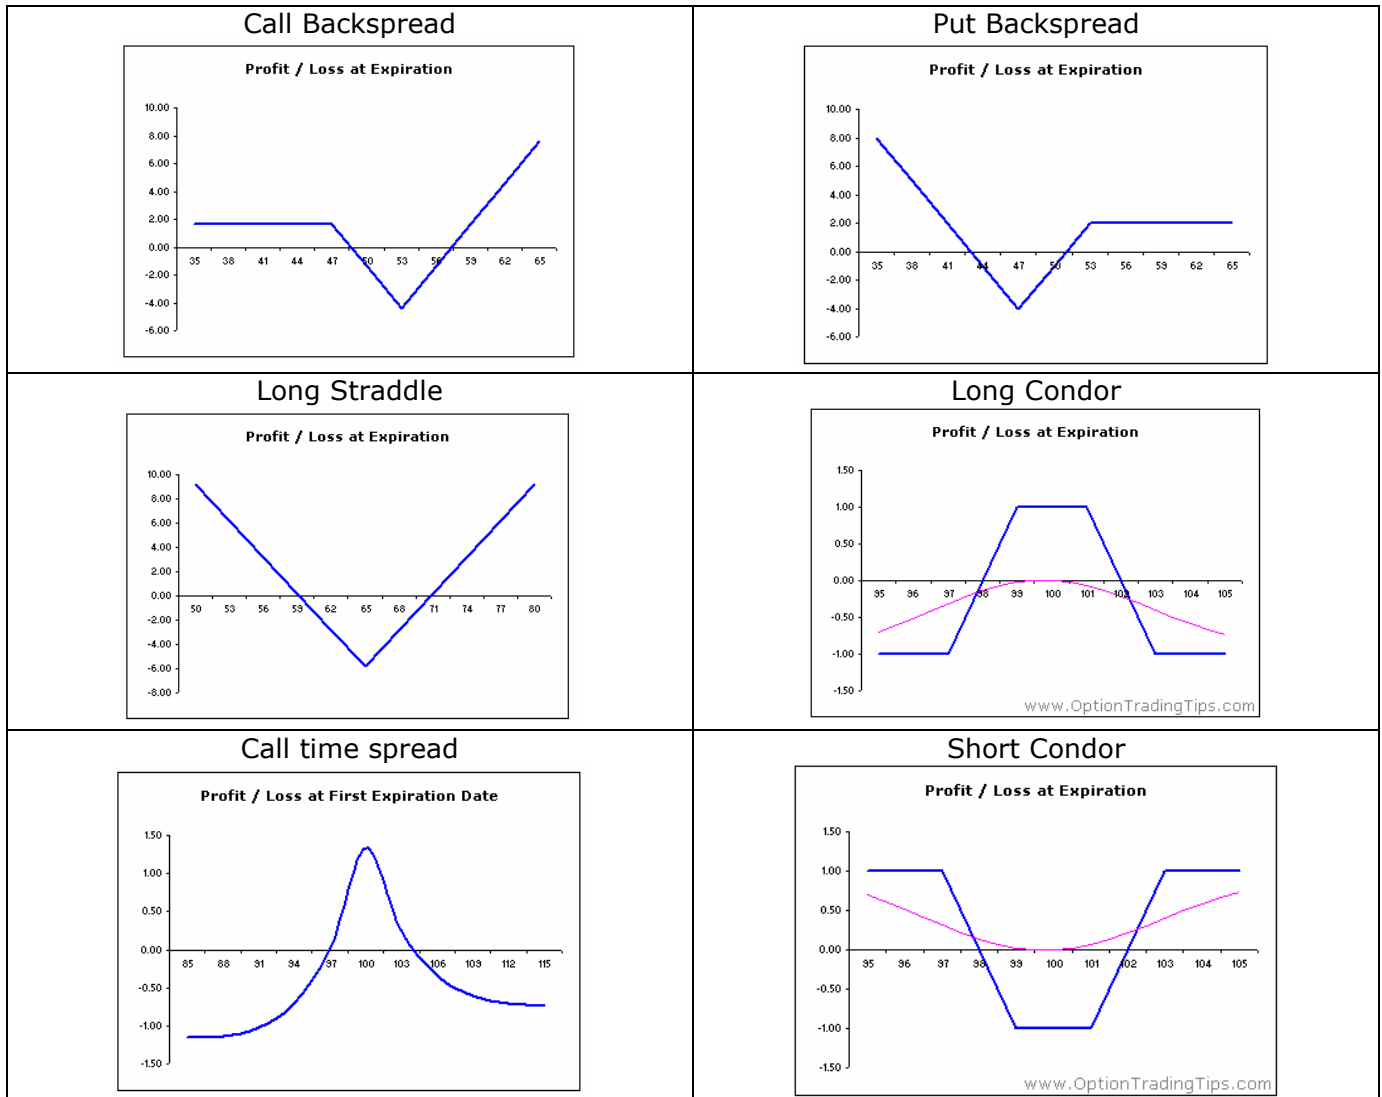 Call Backspread
Profit / Loss at Expiration
10.00
8.00
6.00
4.00
2.00
0.00
-2.00
-4.00
-6.00
35 38 41 44 47 50 53 56 59 62 65
Put Backspread
Profit / Loss at Expiration
10.00
8.00
6.00
4.00
2.00
0.00
-2.00
-4.00
-6.00
35 38 41 44 47 50 53 56 59 62 65
Long Straddle
Profit / Loss at Expiration
10.00
8.00
6.00
4.00
2.00
0.00
-2.00
-4.00
-6.00
-8.00
50 53 56 59 62 65 68 71 74 77 80
Long Condor
Profit / Loss at Expiration
1.50
1.00
0.50
0.00
-0.50
-1.00
-1.50
95 96 97 98 99 100 101 102 103 104 105
www.OptionTradingTips.com
Call time spread
Profit / Loss at First Expiration Date
1.50
1.00
0.50
0.00
-0.50
-1.00
-1.50
85 88 91 94 97 100 103 106 109 112 115
Short Condor
Profit / Loss at Expiration
1.50
1.00
0.50
0.00
-0.50
-1.00
-1.50
95 96 97 98 99 100 101 102 103 104 105
www.OptionTradingTips.com